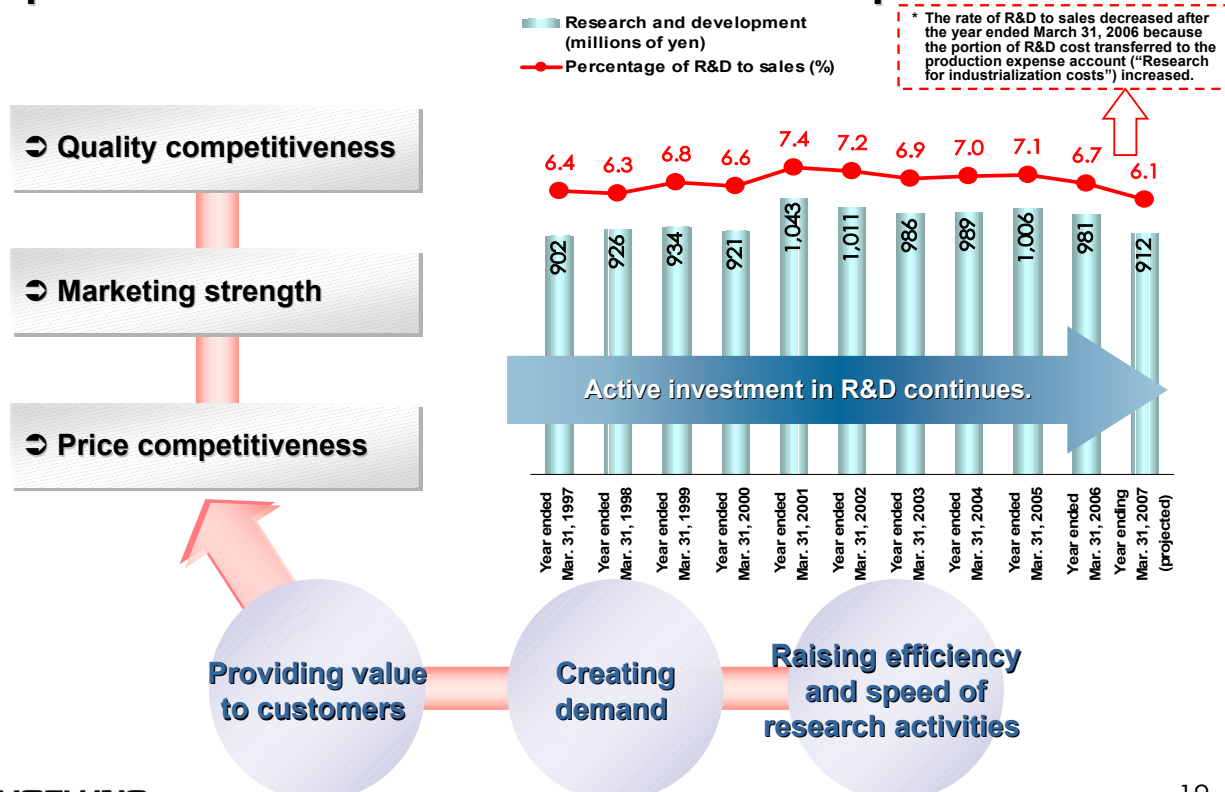 Research and development
(millions of yen)
Percentage of R&D to sales (%)
* The rate of R&D to sales decreased after
the year ended March 31, 2006 because
the portion of R&D cost transferred to the
production expense account (“Research
for industrialization costs”) increased.
➲ Quality competitiveness
➲ Marketing strength
➲ Price competitiveness
6.4
6.3
6.8
6.6
7.4
7.2
6.9
7.0
7.1
6.7
6.1
902
926
934
921
1,043
1,011
986
989
1,006
981
912
Active investment in R&D continues.
Year ended
Mar. 31, 1997
Year ended
Mar. 31, 1998
Year ended
Mar. 31, 1999
Year ended
Mar. 31, 2000
Year ended
Mar. 31, 2001
Year ended
Mar. 31, 2002
Year ended
Mar. 31, 2003
Year ended
Mar. 31, 2004
Year ended
Mar. 31, 2005
Year ended
Mar. 31, 2006
Year ending
Mar. 31, 2007
(projected)
Providing value
to customers
Creating
demand
Raising efficiency
and speed of
research activities